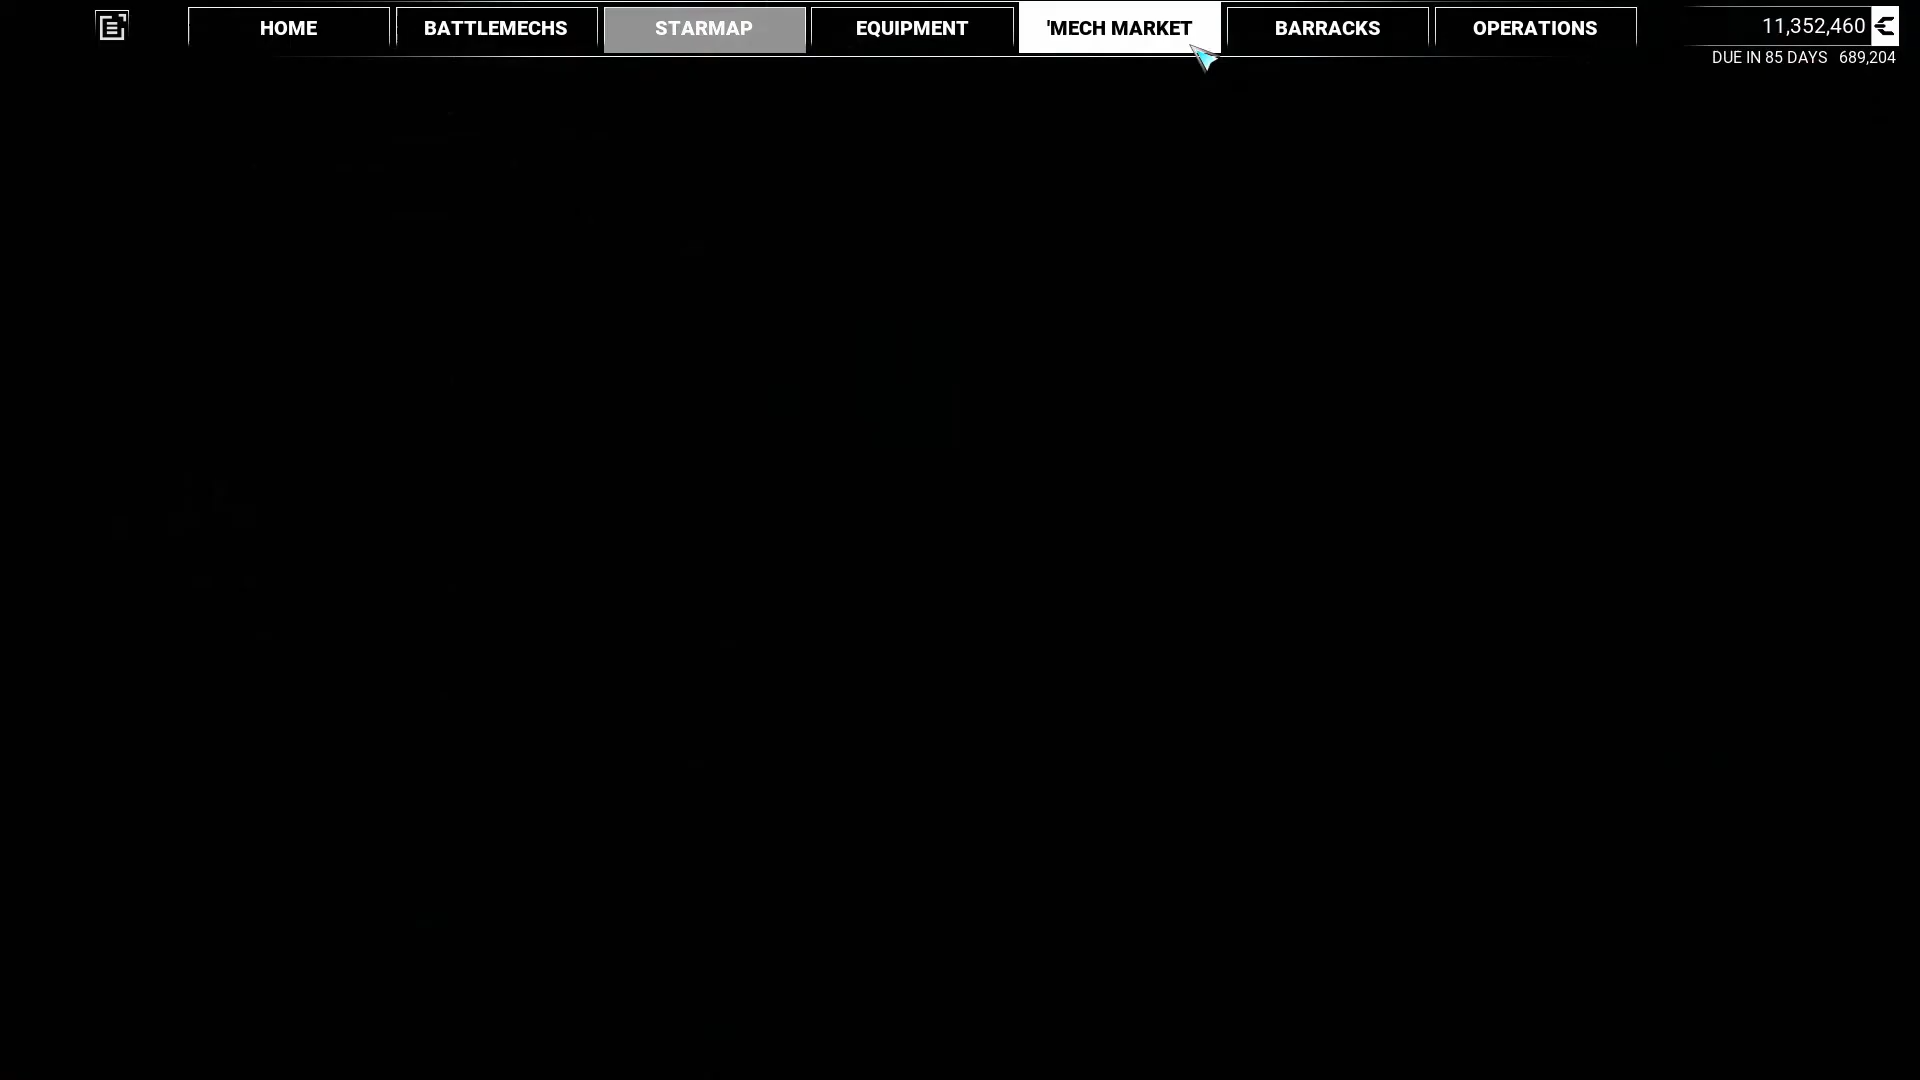 HOME
BATTLEMECHS
STARMAP
EQUIPMENT
'MECH MARKET
BARRACKS
OPERATIONS
11,352,460
DUE IN 85 DAYS 689,204